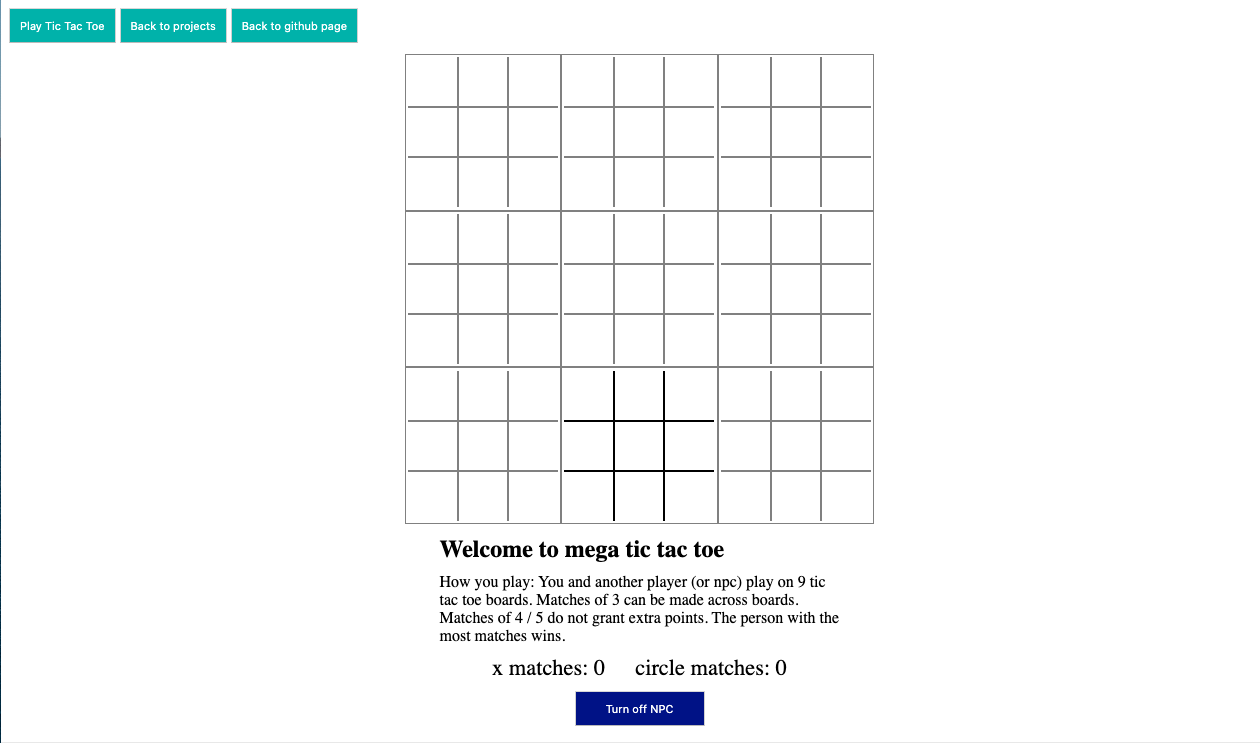 Play Tic Tac Toe
Back to projects
Back to github page
Welcome to mega tic tac toe
How you play: You and another player (or npc) play on 9 tic
tac toe boards. Matches of 3 can be made across boards.
Matches of 4 / 5 do not grant extra points. The person with the
most matches wins.
x matches: 0
circle matches: 0
Turn off NPC